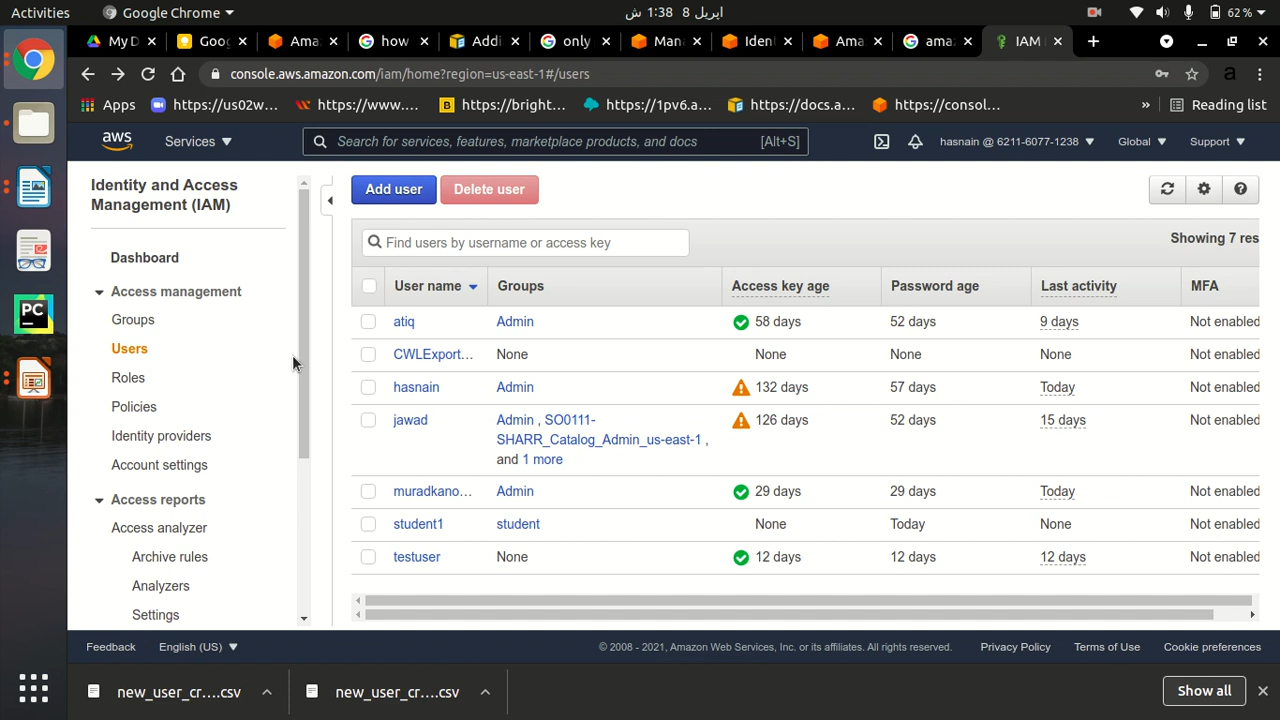 Activities
Google Chrome
اپریل 8 1:38 ش
62 %
My D
Goog
Ama
how
Addi
only
Mana
Iden
Ama
ama
IAM
console.aws.amazon.com/iam/home?region=us-east-1#/users
a
Apps
https://us02w...
https://www....
https://bright...
https://1pv6.a...
https://docs.a...
https://consol...
»
Reading list
aws
Services
Search for services, features, marketplace products, and docs
[Alt+S]
hasnain @ 6211-6077-1238
Global
Support
Identity and Access
Management (IAM)
Dashboard
Access management
Groups
Users
Roles
Policies
Identity providers
Account settings
Access reports
Access analyzer
Archive rules
Analyzers
Settings
Add user
Delete user
Find users by username or access key
Showing 7 res
User name
Groups
Access key age
Password age
Last activity
MFA
atiq
Admin
58 days
52 days
9 days
Not enabled
CWLExport...
None
None
None
None
Not enabled
hasnain
Admin
132 days
57 days
Today
Not enabled
jawad
Admin , SO0111-
SHARR_Catalog_Admin_us-east-1 ,
and 1 more
126 days
52 days
15 days
Not enabled
muradkano...
Admin
29 days
29 days
Today
Not enabled
student1
student
None
Today
None
Not enabled
testuser
None
12 days
12 days
12 days
Not enabled
Feedback
English (US)
© 2008 - 2021, Amazon Web Services, Inc. or its affiliates. All rights reserved.
Privacy Policy
Terms of Use
Cookie preferences
new_user_cr....csv
new_user_cr....csv
Show all
PC